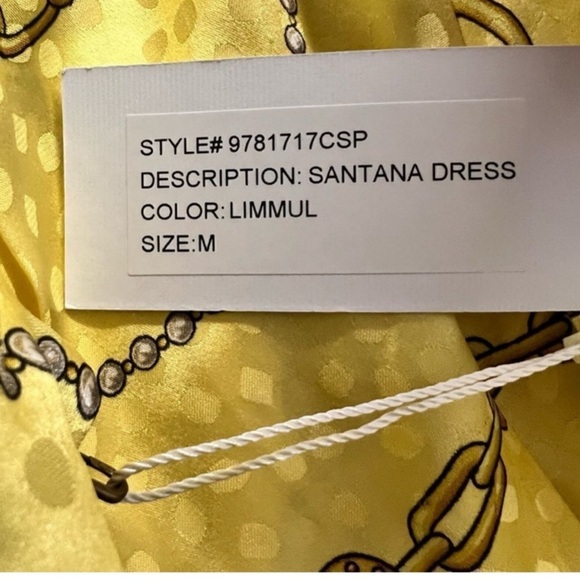 STYLE# 9781717CSP
DESCRIPTION: SANTANA DRESS
COLOR: LIMMUL
SIZE:M